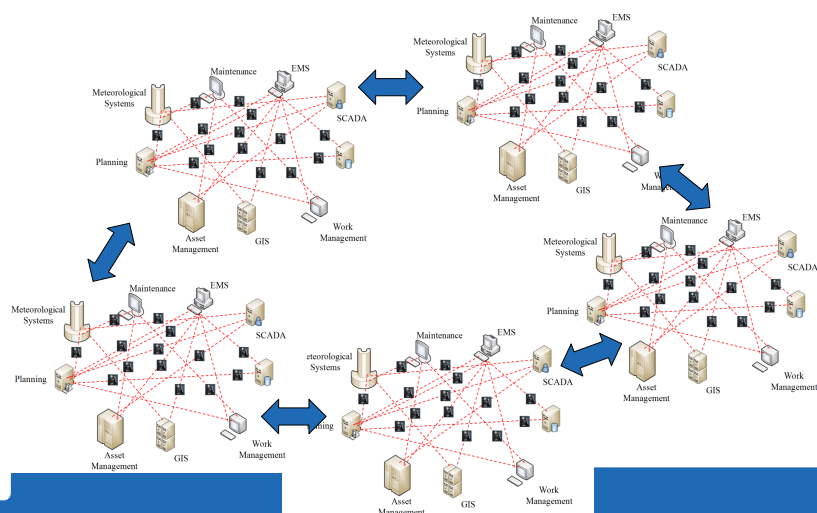 Maintenance
EMS
Meteorological
Systems
SCADA
Planning
Asset
Management
GIS
Work
Management
Maintenance
EMS
Meteorological
Systems
SCADA
Planning
Asset
Management
GIS
Maintenance
EMS
Meteorological
Systems
SCADA
Planning
Asset
Management
GIS
Work
Management
Maintenance
EMS
Meteorological
Systems
SCADA
Planning
Asset
Management
GIS
Work
Management
Maintenance
EMS
eteorological
Systems
SCADA
nning
Asset
Management
GIS
Work
Management